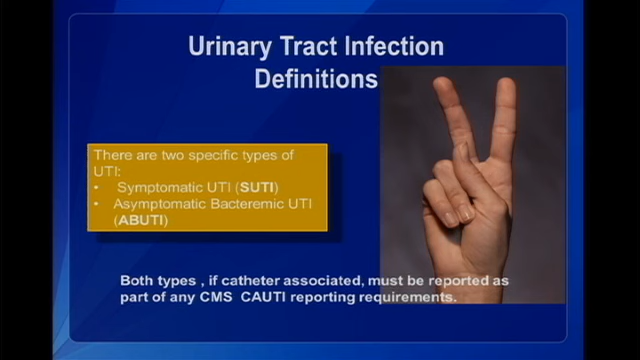 Urinary Tract Infection
Definitions
There are two specific types of
UTI:
• Symptomatic UTI (SUTI)
• Asymptomatic Bacteremic UTI
(ABUTI)
Both types , if catheter associated, must be reported as
part of any CMS CAUTI reporting requirements.